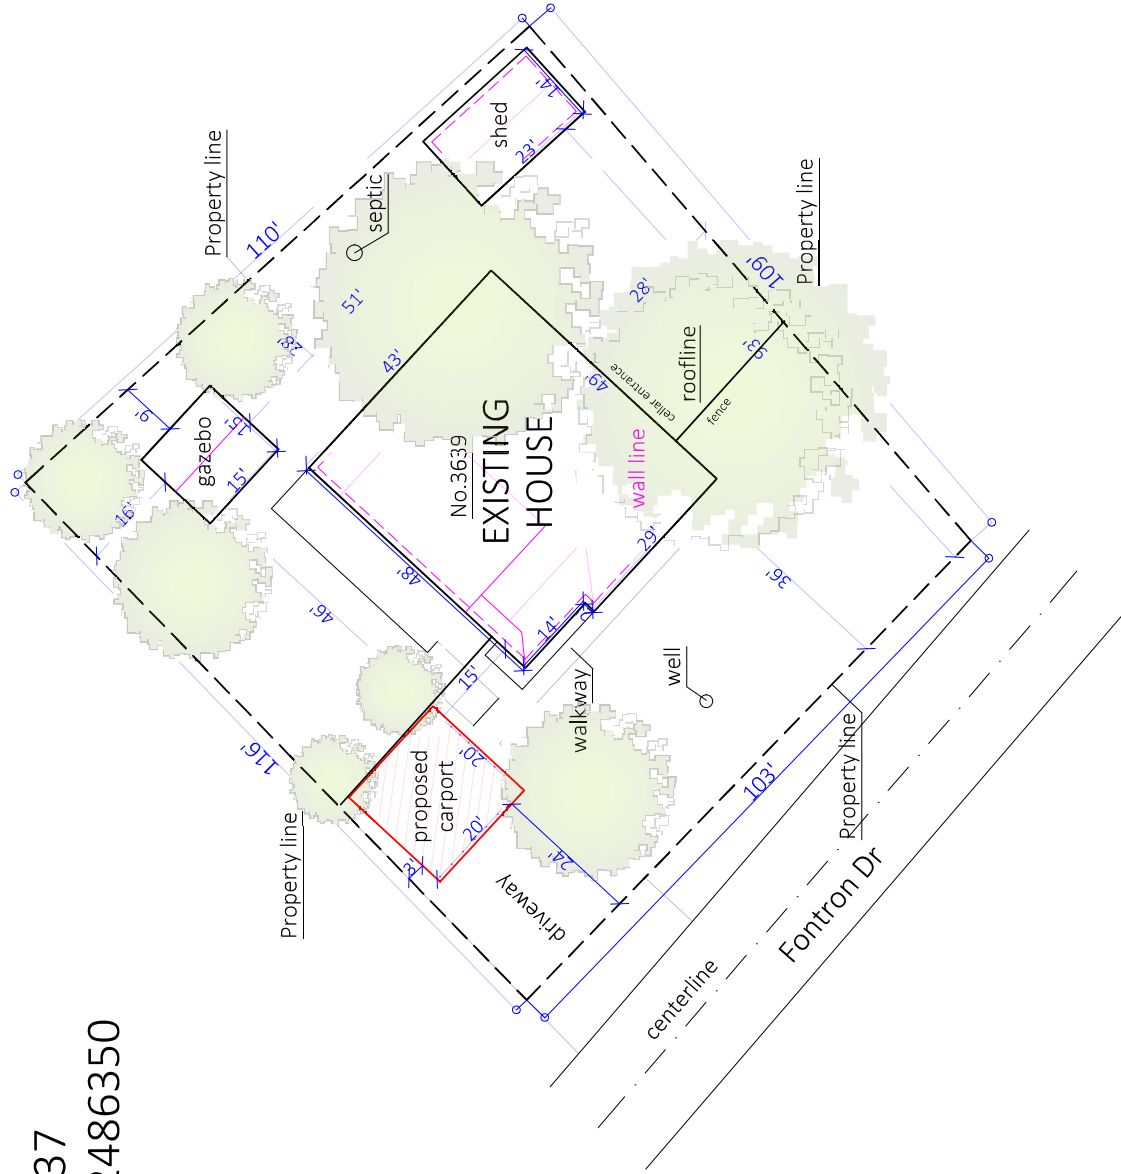 Property line
110'
septic
14'
shed
23'
Property line
109'
28'
51'
28'
9'
15'
gazebo
15'
16'
43'
49'
cellar entrance
roofline
fence
93'
wall line
No.3639
EXISTING
HOUSE
48'
29'
46'
14'
36'
15'
walkway
well
116'
proposed
carport
20'
20'
3'
24'
driveway
103'
Property line
Property line
Fontron Dr
centerline
37
2486350